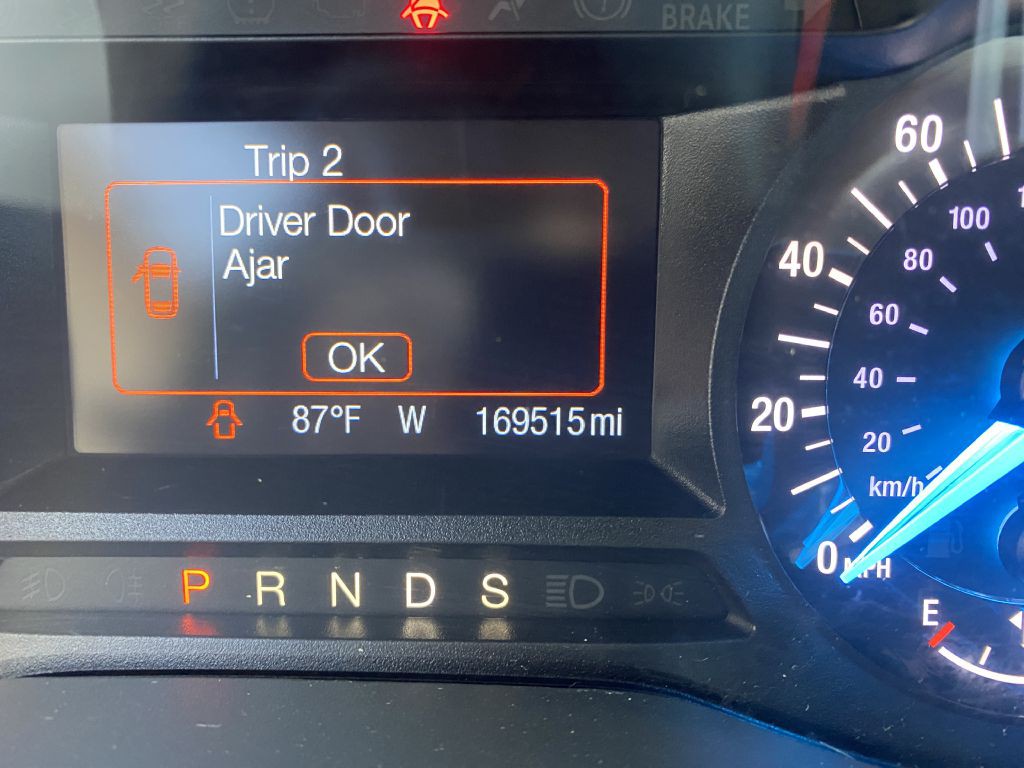 BRAKE
Trip 2
Driver Door
Ajar
OK
87°F W 169515mi
60
100
40
80
60
40
20
20
km/h
0 MPH
P R N D S
E